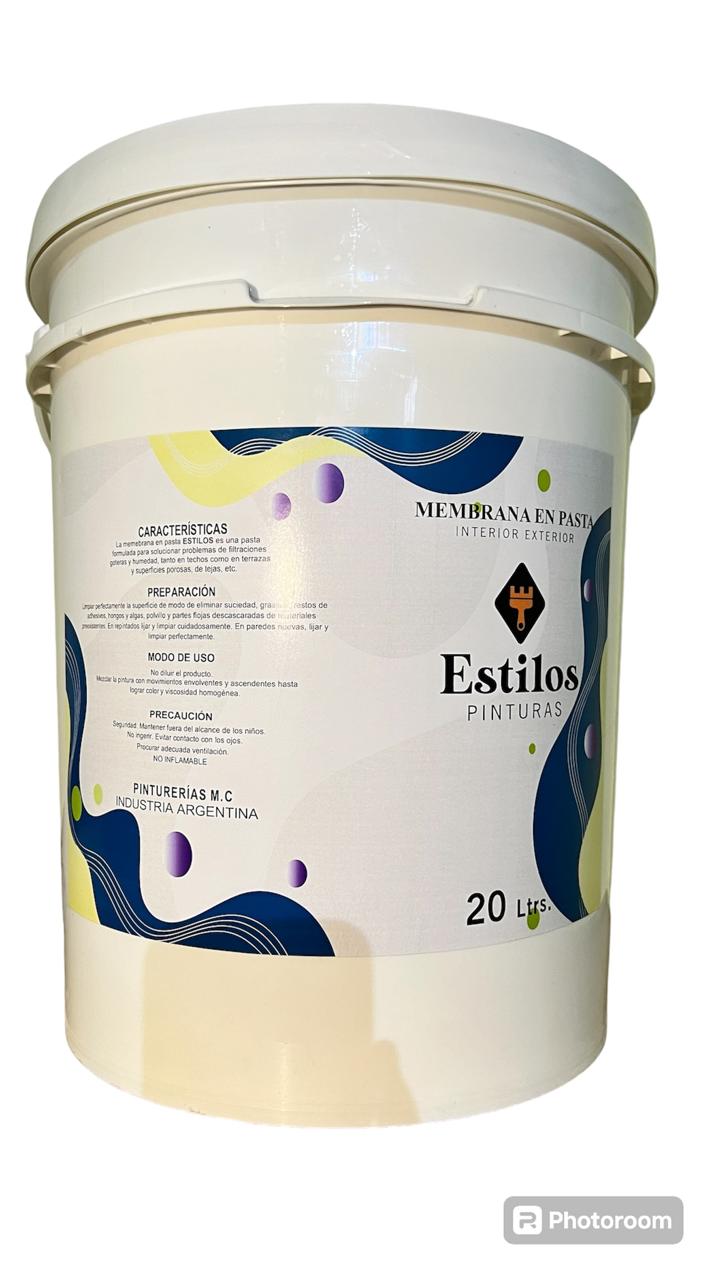 CARACTERÍSTICAS
La memebrana en pasta ESTILOS es una pasta
formulada para solucionar problemas de filtraciones
goteras y humedad, tanto en techos como en terrazas
y superficies porosas, de tejas, etc.
PREPARACIÓN
Limpiar perfectamente la superficie de modo de eliminar suciedad, restos de
adhesivos, hongos y algas, polvillo y partes flojas descascaradas de materiales
preexistentes. En repintados lijar y limpiar cuidadosamente. En paredes nuevas, lijar y
limpiar perfectamente.
MODO DE USO
No diluir el producto.
Mezclar la pintura con movimientos envolventes y ascendentes hasta
lograr color y viscosidad homogénea.
PRECAUCIÓN
Seguridad: Mantener fuera del alcance de los niños.
No ingerir. Evitar contacto con los ojos.
Procurar adecuada ventilación.
NO INFLAMABLE
PINTURERÍAS M.C
INDUSTRIA ARGENTINA
MEMBRANA EN PASTA
INTERIOR EXTERIOR
Estilos
PINTURAS
20 Ltrs.
Photoroom